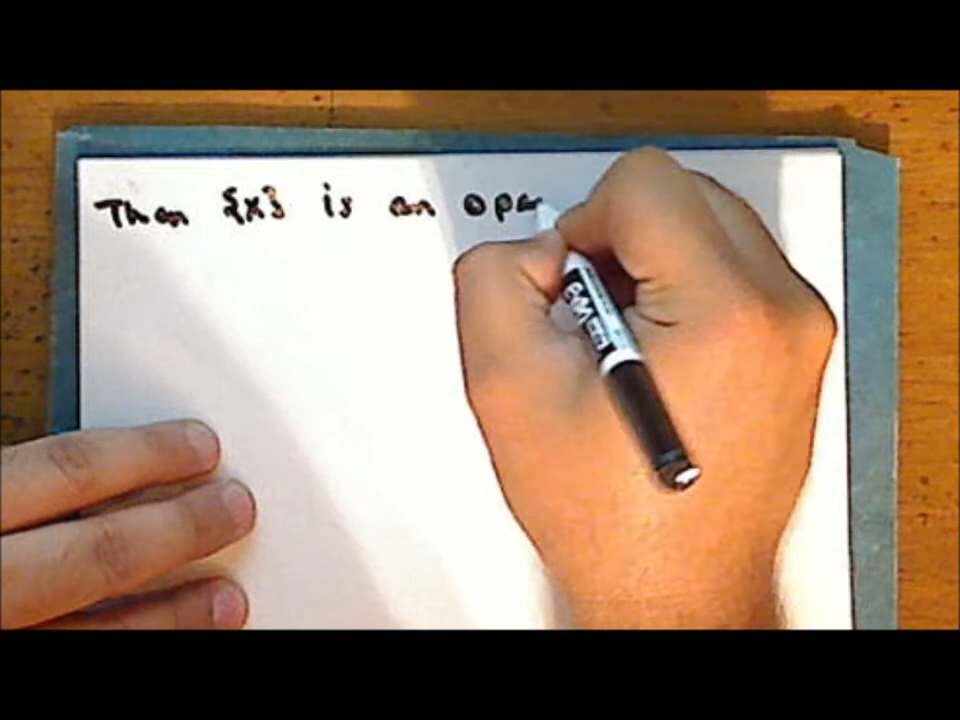 Then {x} is an ope